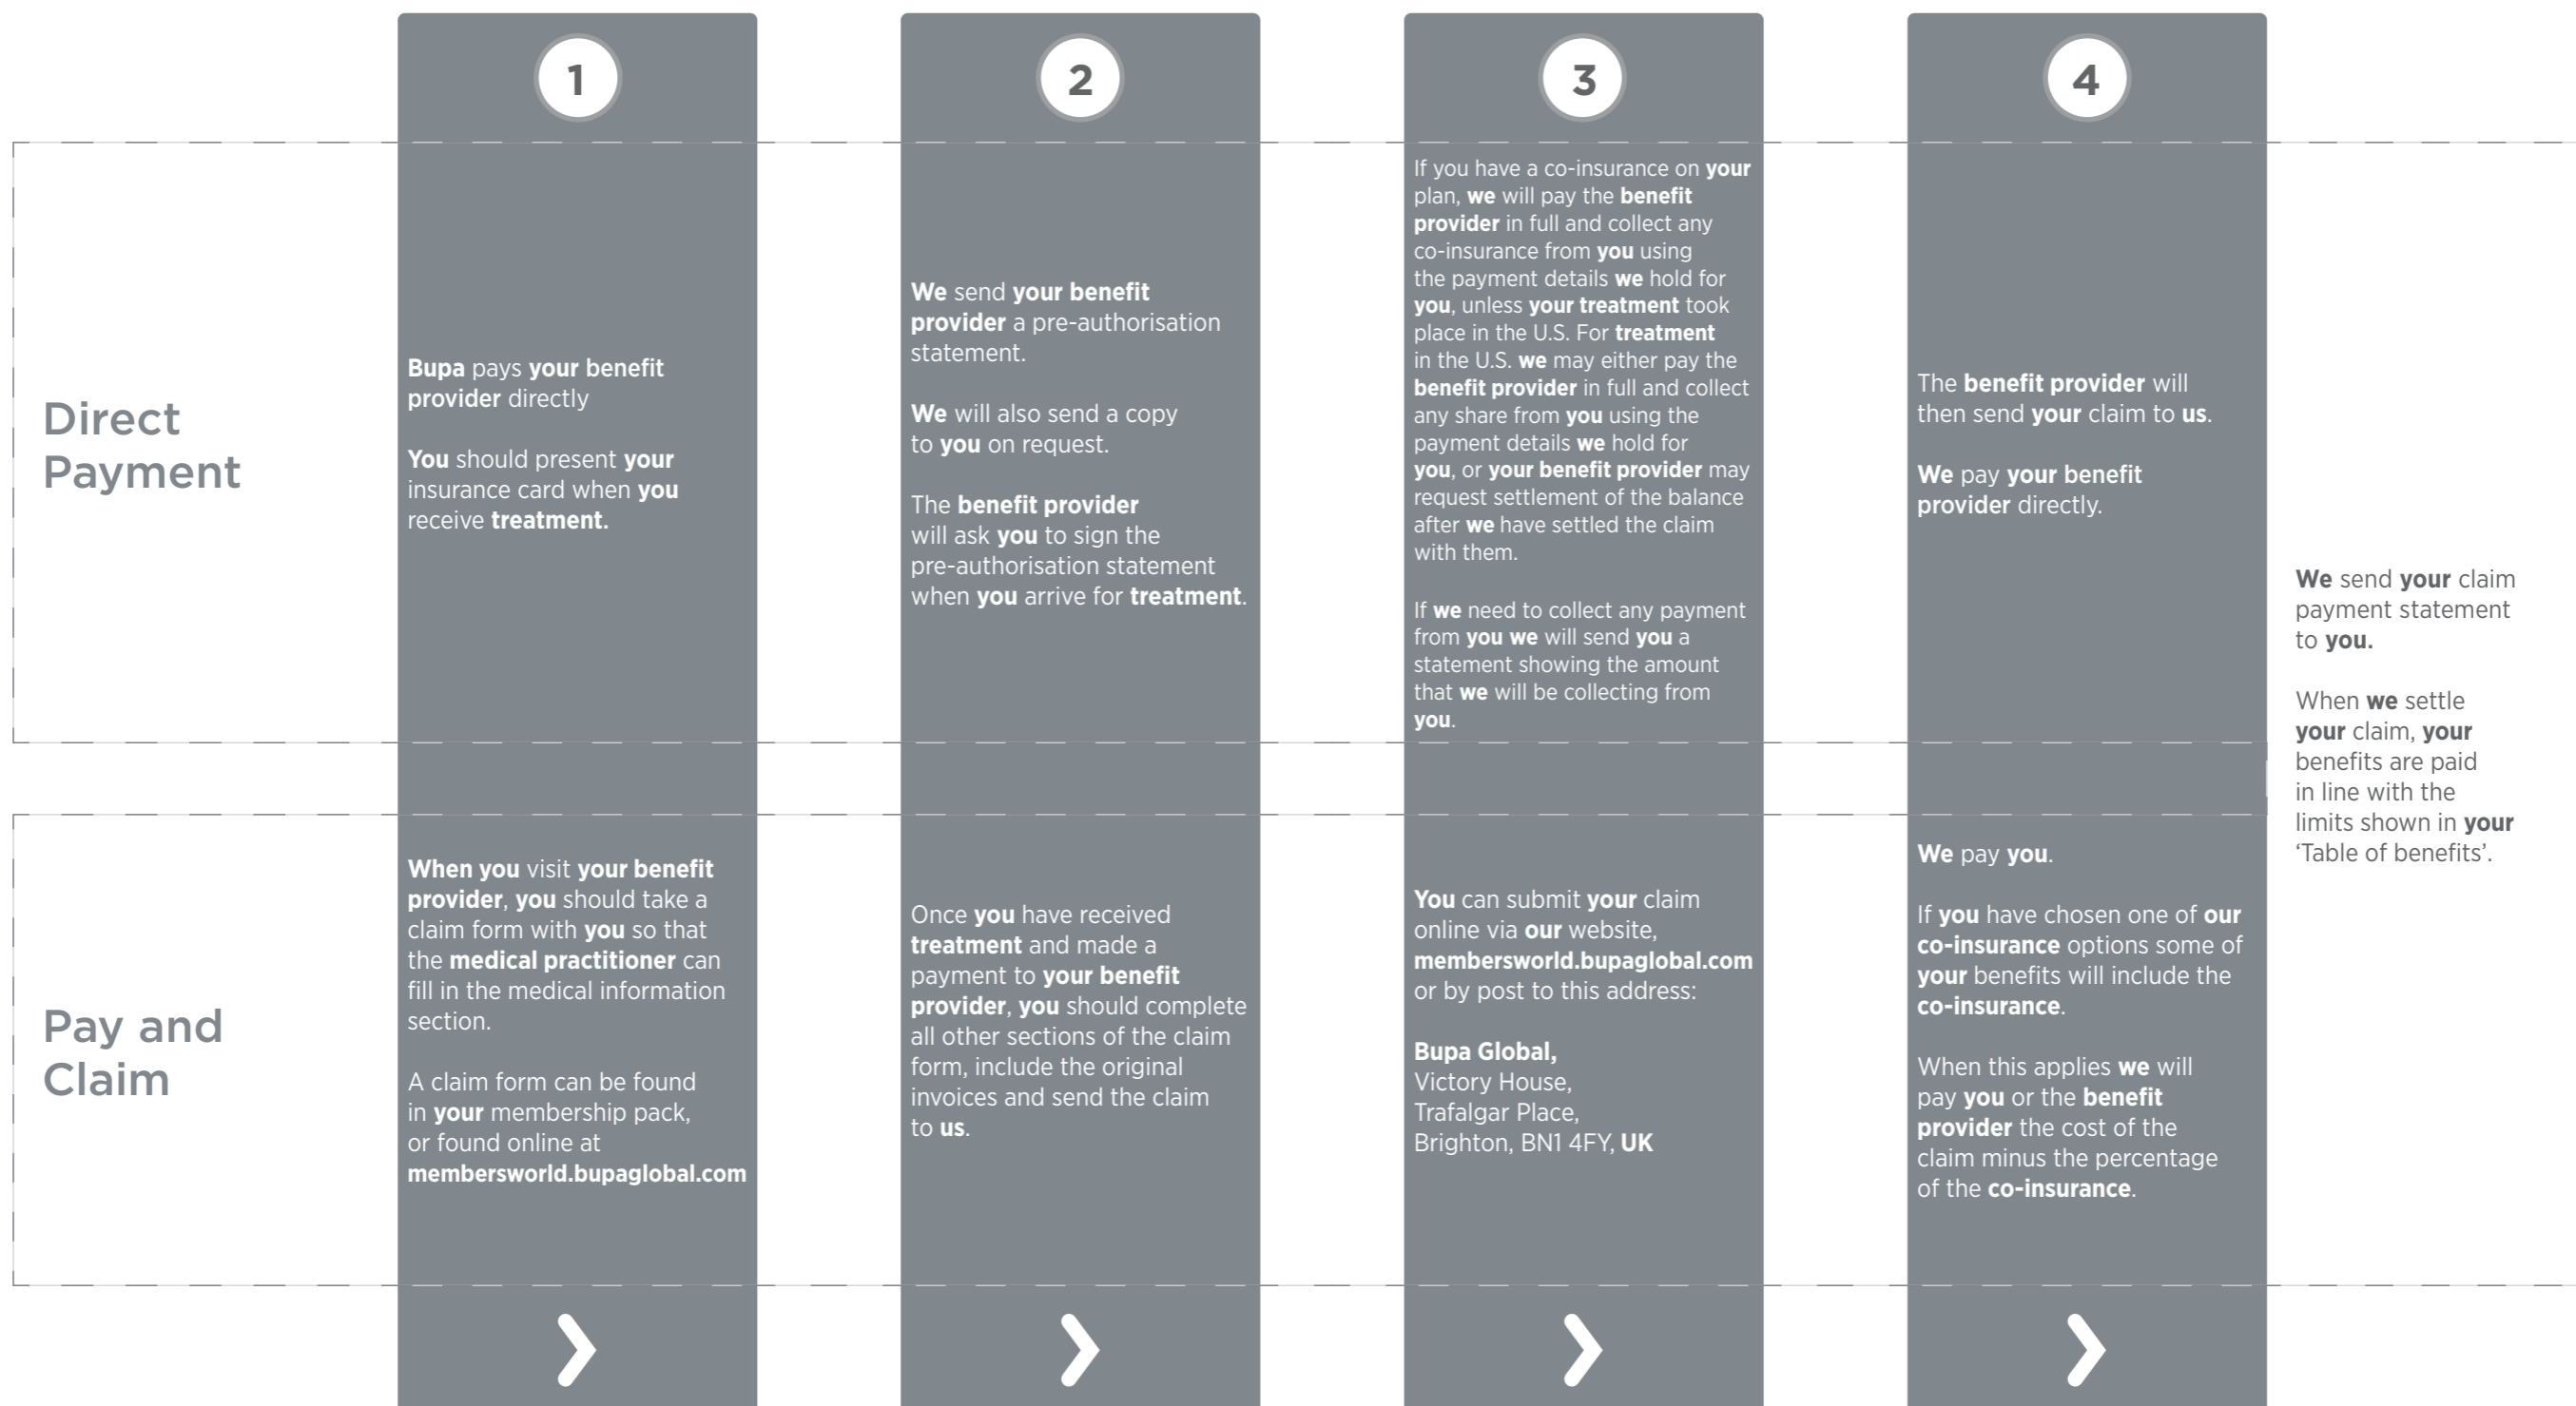 1
2
3
4
Direct
Payment
Bupa pays your benefit
provider directly
You should present your
insurance card when you
receive treatment.
We send your benefit
provider a pre-authorisation
statement.
We will also send a copy
to you on request.
The benefit provider
will ask you to sign the
pre-authorisation statement
when you arrive for treatment.
If you have a co-insurance on your
plan, we will pay the benefit
provider in full and collect any
co-insurance from you using
the payment details we hold for
you, unless your treatment took
place in the U.S. For treatment
in the U.S. we may either pay the
benefit provider in full and collect
any share from you using the
payment details we hold for
you, or your benefit provider may
request settlement of the balance
after we have settled the claim
with them.
If we need to collect any payment
from you we will send you a
statement showing the amount
that we will be collecting from
you.
The benefit provider will
then send your claim to us.
We pay your benefit
provider directly.
Pay and
Claim
When you visit your benefit
provider, you should take a
claim form with you so that
the medical practitioner can
fill in the medical information
section.
A claim form can be found
in your membership pack,
or found online at
membersworld.bupaglobal.com
Once you have received
treatment and made a
payment to your benefit
provider, you should complete
all other sections of the claim
form, include the original
invoices and send the claim
to us.
You can submit your claim
online via our website,
membersworld.bupaglobal.com
or by post to this address:
Bupa Global,
Victory House,
Trafalgar Place,
Brighton, BN1 4FY, UK
We pay you.
If you have chosen one of our
co-insurance options some of
your benefits will include the
co-insurance.
When this applies we will
pay you or the benefit
provider the cost of the
claim minus the percentage
of the co-insurance.
We send your claim
payment statement
to you.
When we settle
your claim, your
benefits are paid
in line with the
limits shown in your
‘Table of benefits’.